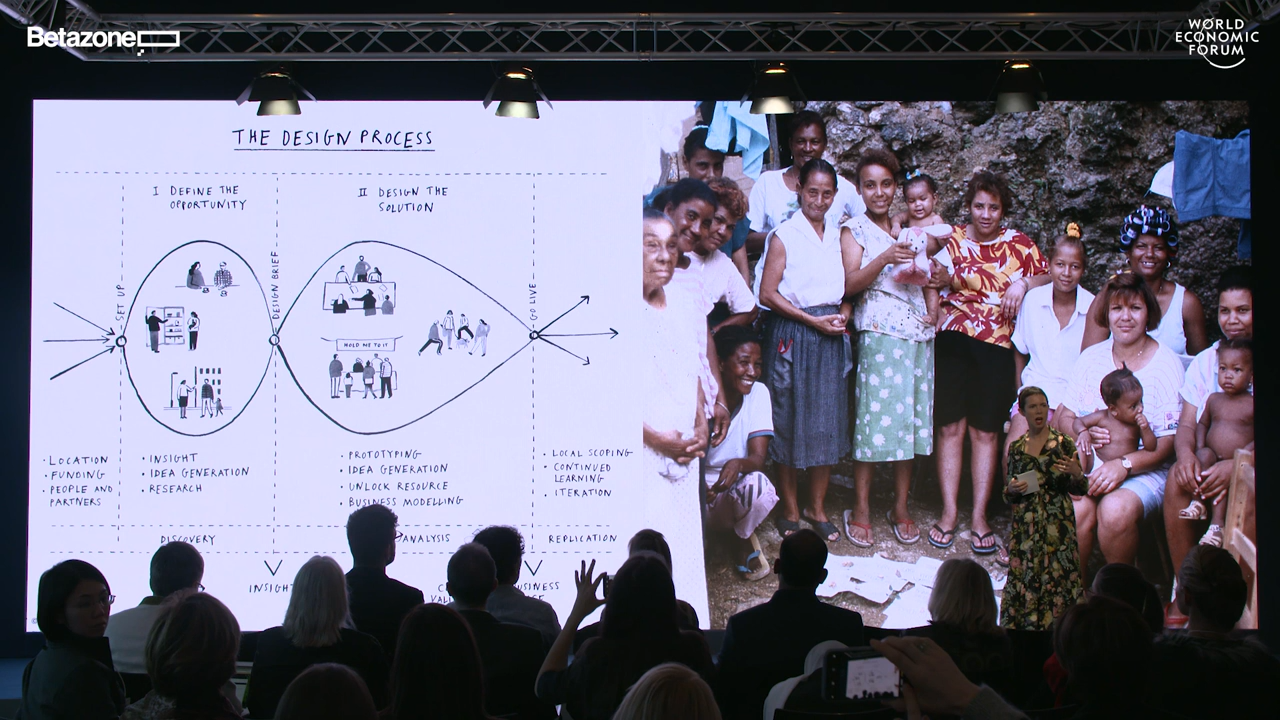 Betazone
WORLD
ECONOMIC
FORUM
THE DESIGN PROCESS
I DEFINE THE
OPPORTUNITY
II DESIGN THE
SOLUTION
SET UP
DESIGN BRIEF
GO LIVE
HOLD ME TO IT
· LOCATION
· FUNDING
· PEOPLE AND
PARTNERS
· INSIGHT
· IDEA GENERATION
· RESEARCH
· PROTOTYPING
· IDEA GENERATION
· UNLOCK RESOURCE
· BUSINESS MODELLING
· LOCAL SCOPING
· CONTINUED
LEARNING
· ITERATION
DISCOVERY
ANALYSIS
REPLICATION
INSIGHT